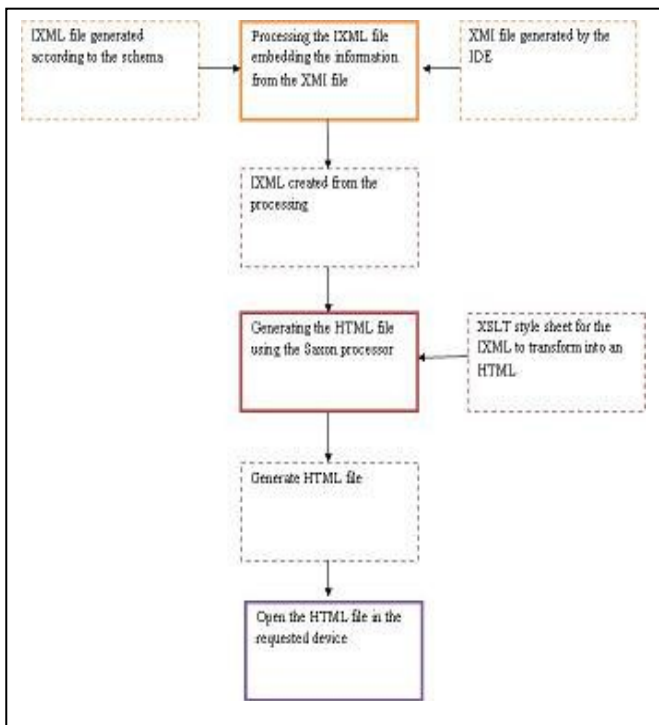 IXML file generated
according to the schema
Processing the IXML file
embedding the information
from the XMI file
XMI file generated by the
IDE
IXML created from the
processing
Generating the HTML file
using the Saxon processor
XSLT style sheet for the
IXML to transform into an
HTML
Generate HTML file
Open the HTML file in the
requested device